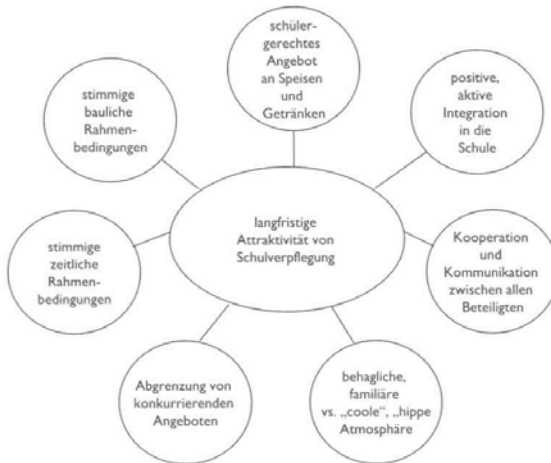 schüler-
gerechtes
Angebot
an Speisen
und
Getränken
positive,
aktive
Integration
in die
Schule
stimmige
bauliche
Rahmen-
bedingungen
langfristige
Attraktivität von
Schulverpflegung
Kooperation
und
Kommunikation
zwischen allen
Beteiligten
stimmige
zeitliche
Rahmen-
bedingungen
Abgrenzung von
konkurrierenden
Angeboten
behagliche,
familiäre
vs. „coole“, „hippe
Atmosphäre